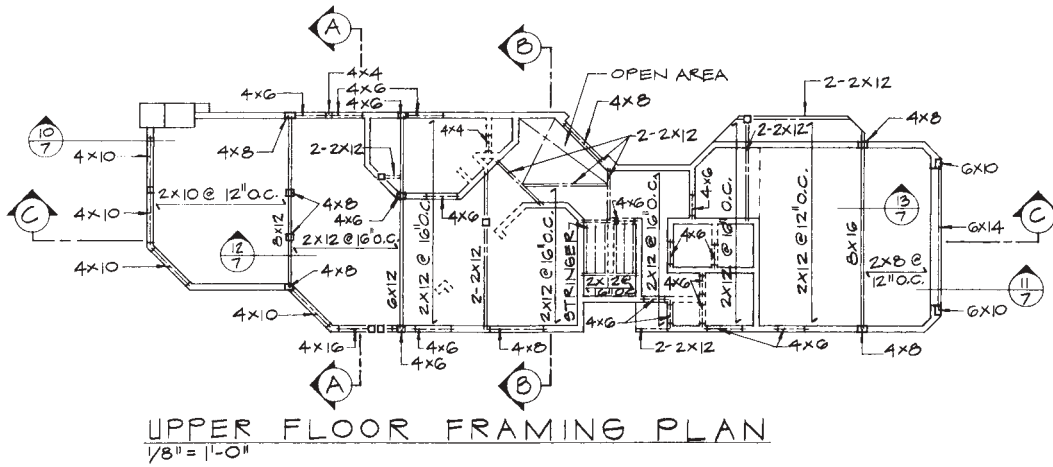 A
B
OPEN AREA
2-2x12
4x4
4x6
4x6
4x6
4x8
10
7
4x10
4x8
4x4
2-2x12
2-2x12
2-2x12
4x8
6x10
2x10 @ 12"O.C.
4x8
4x6
4x6
4x6
13
7
C
4x10
8x12
2x12 @ 16"O.C.
2x12 @ 16"O.C.
4x6
C
12
7
4x10
6x12
2-2x12
2x12 @ 16"O.C.
STRINGER
2x12@
16"O.C.
2x12 @ 16"O.C.
4x6
4x6
2x12 @ 16"O.C.
2x12 @ 12"O.C.
8x16
2x8 @
12"O.C.
6x14
11
7
4x8
4x10
4x6
6x10
4x16
4x6
4x6
4x8
2-2x12
4x6
4x8
A
B
UPPER FLOOR FRAMING PLAN
1/8" = 1'-0"